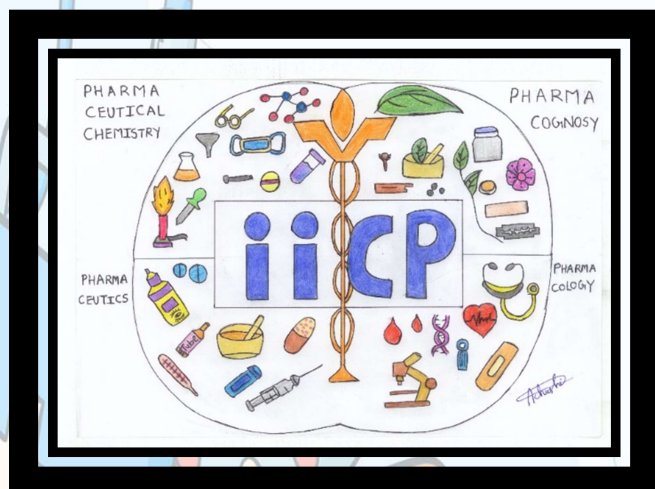 PHARMA
CEUTICAL
CHEMISTRY
PHARMA
COGNOSY
iiCP
PHARMA
CEUTICS
PHARMA
COLOGY